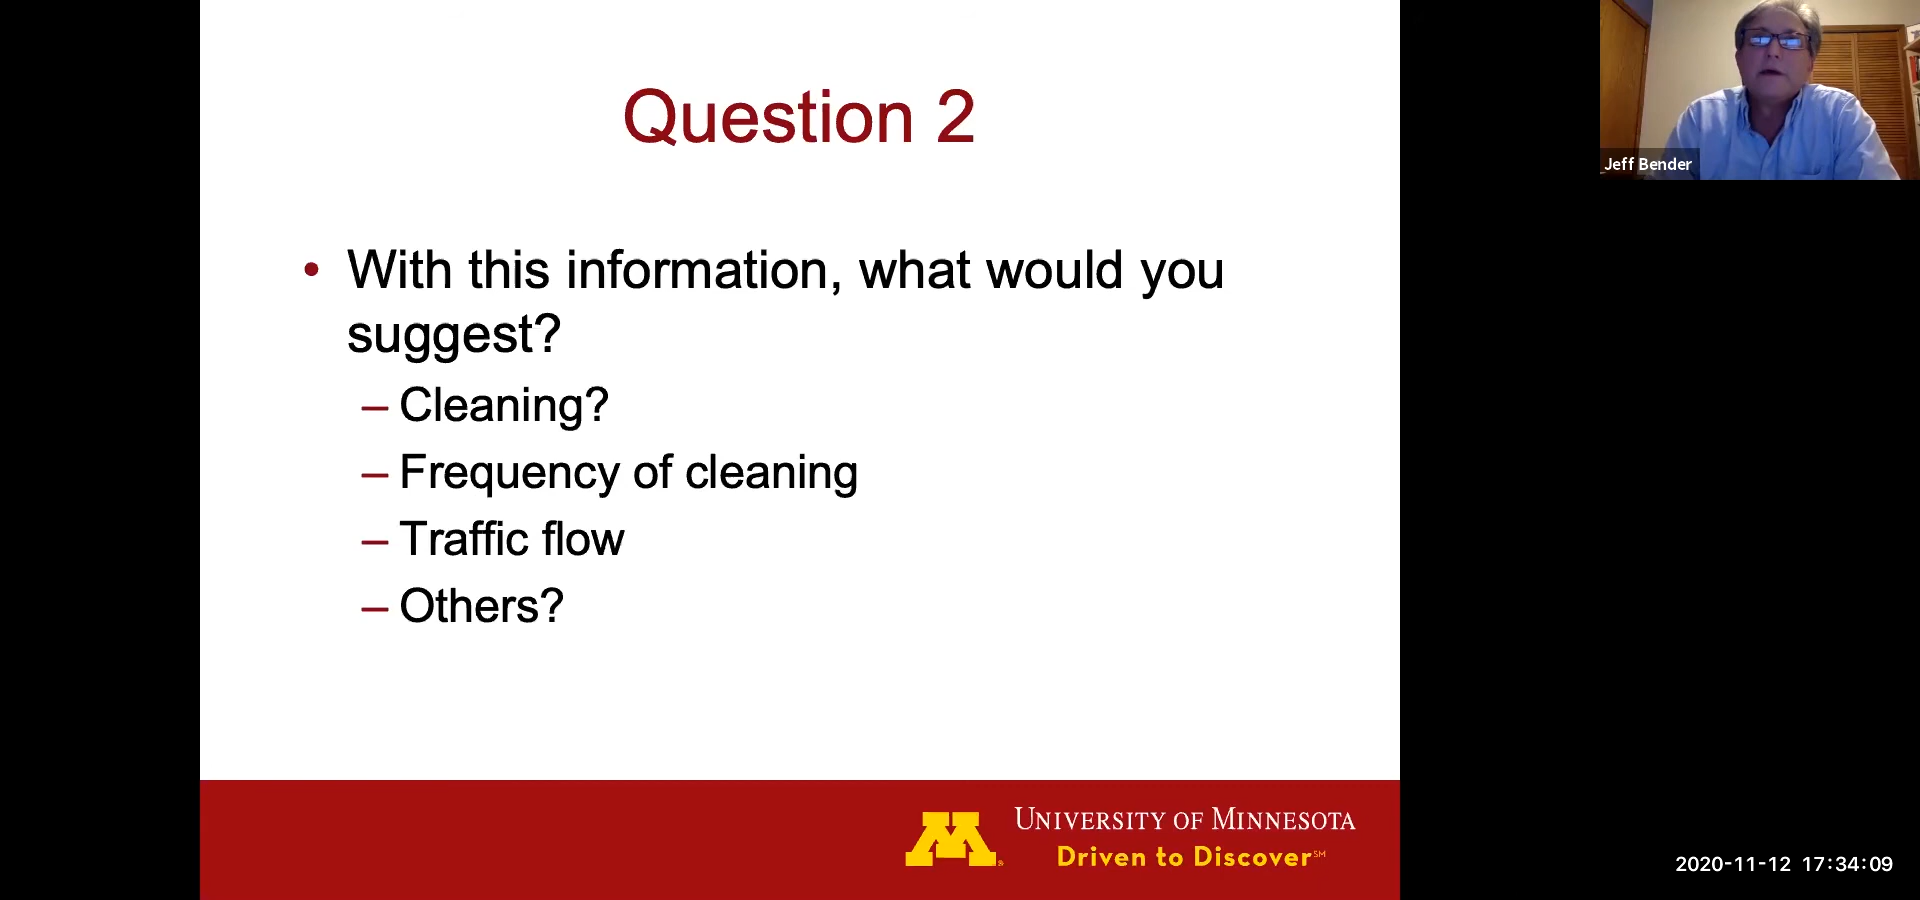 Question 2
• With this information, what would you
suggest?
– Cleaning?
– Frequency of cleaning
– Traffic flow
– Others?
Jeff Bender
M®
UNIVERSITY OF MINNESOTA
Driven to Discover℠
2020-11-12 17:34:09